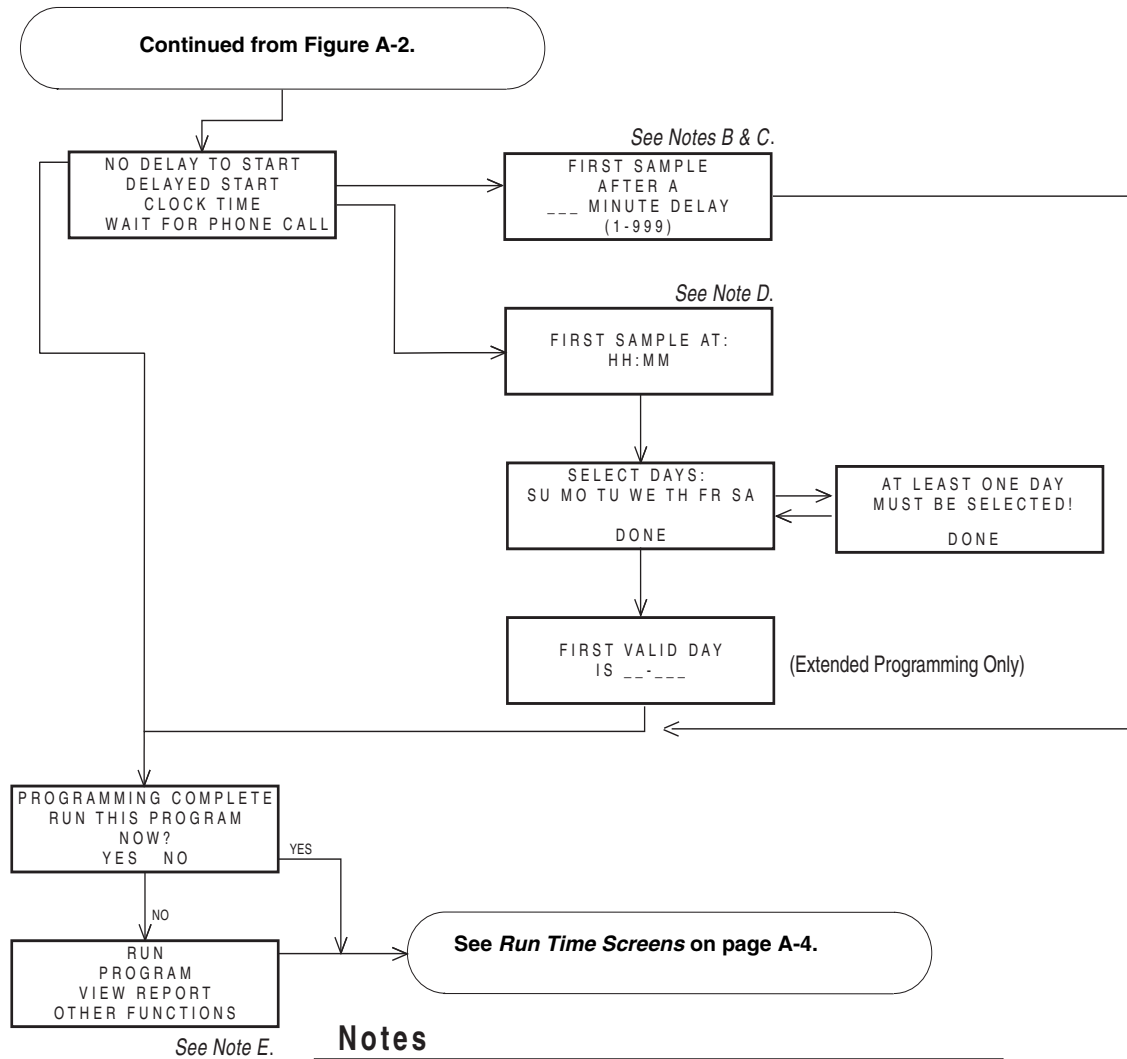 Continued from Figure A-2.
NO DELAY TO START
DELAYED START
CLOCK TIME
WAIT FOR PHONE CALL
See Notes B & C.
FIRST SAMPLE
AFTER A
___ MINUTE DELAY
(1-999)
See Note D.
FIRST SAMPLE AT:
HH:MM
SELECT DAYS:
SU MO TU WE TH FR SA
DONE
AT LEAST ONE DAY
MUST BE SELECTED!
DONE
FIRST VALID DAY
IS __-___
(Extended Programming Only)
PROGRAMMING COMPLETE
RUN THIS PROGRAM
NOW?
YES NO
YES
NO
RUN
PROGRAM
VIEW REPORT
OTHER FUNCTIONS
See Note E.
See Run Time Screens on page A-4.
Notes